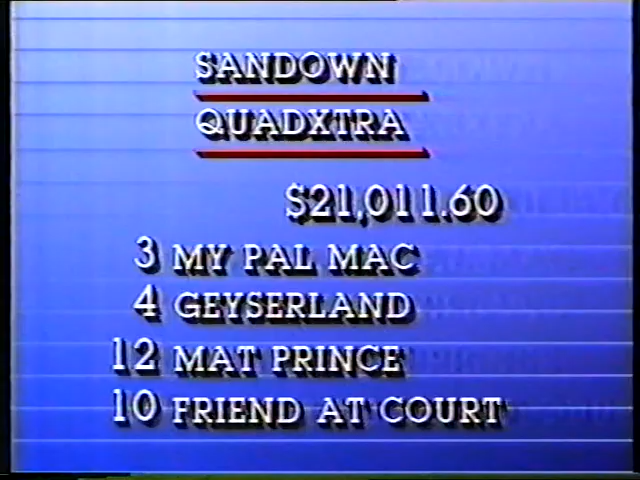 SANDOWN
QUADXTRA
$21,011.60
3 MY PAL MAC
4 GEYSERLAND
12 MAT PRINCE
10 FRIEND AT COURT